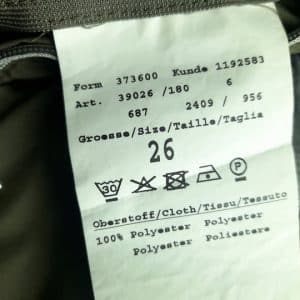 Form 373600 Kunde 1192583
Art. 39026 /180 6
687 2409 / 956
Groesse/Size/Taille/Taglia
26
30 P
Oberstoff/Cloth/Tissu/Tessuto
100% Polyester Polyester
Polyester Poliestere